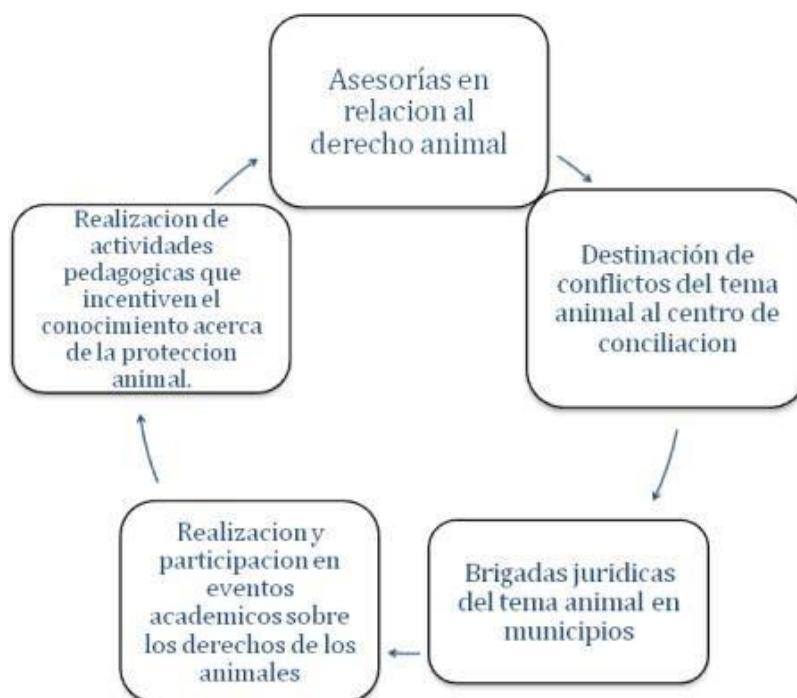 Asesorías en
relacion al
derecho animal
Destinación de
conflictos del tema
animal al centro de
conciliacion
Brigadas juridicas
del tema animal en
municipios
Realizacion y
participacion en
eventos
academicos sobre
los derechos de los
animales
Realizacion de
actividades
pedagogicas que
incentiven el
conocimiento acerca
de la proteccion
animal.